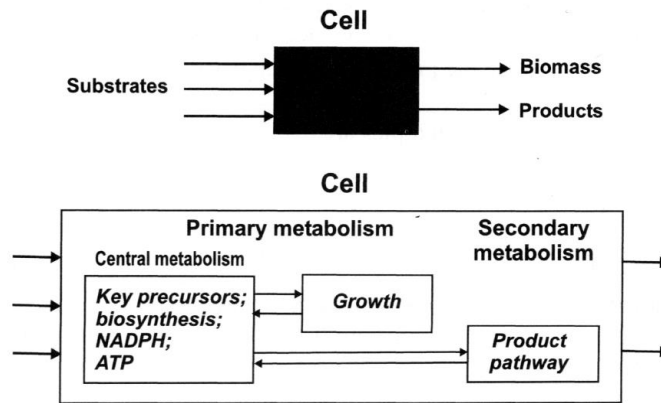 Cell
Substrates
Biomass
Products
Cell
Primary metabolism
Secondary
metabolism
Central metabolism
Key precursors;
biosynthesis;
NADPH;
ATP
Growth
Product
pathway